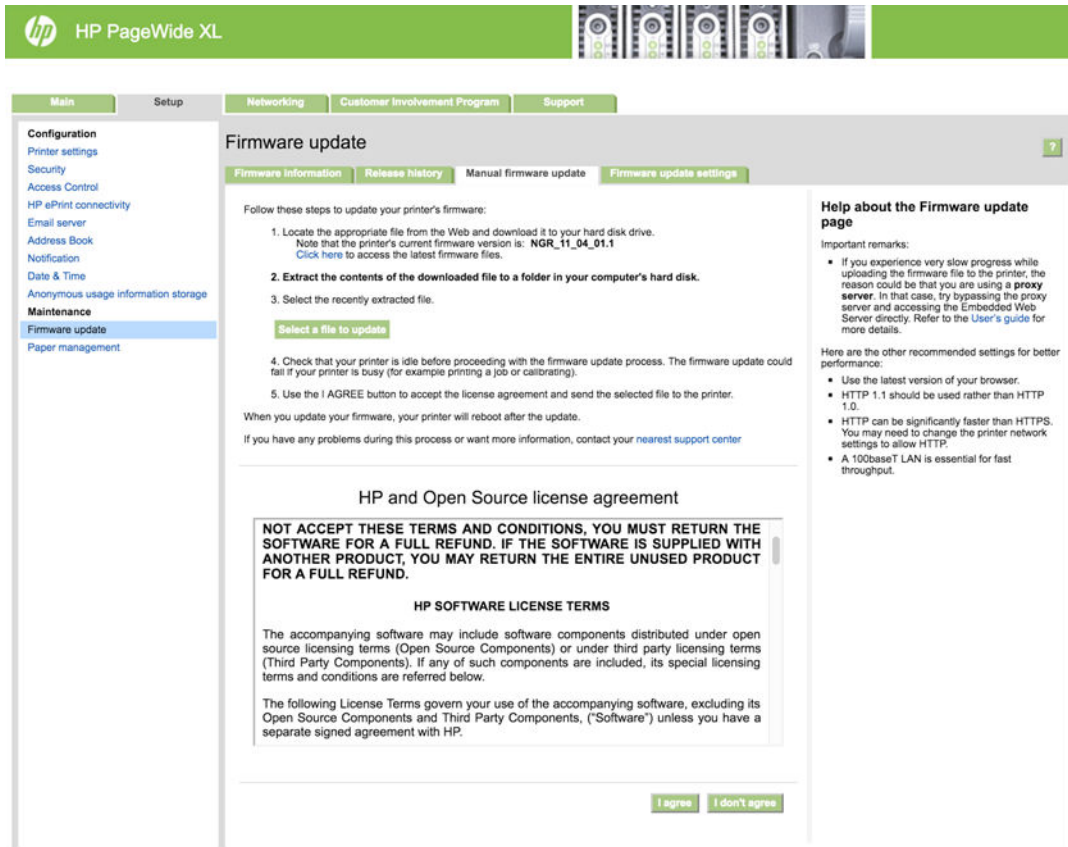 hp HP PageWide XL
Main Setup Networking Customer Involvement Program Support
Configuration
Printer settings
Security
Access Control
HP ePrint connectivity
Email server
Address Book
Notification
Date & Time
Anonymous usage information storage
Maintenance
Firmware update
Paper management
Firmware update
?
Firmware information Release history Manual firmware update Firmware update settings
Follow these steps to update your printer's firmware:
1. Locate the appropriate file from the Web and download it to your hard disk drive.
Note that the printer's current firmware version is: NGR_11_04_01.1
Click here to access the latest firmware files.
2. Extract the contents of the downloaded file to a folder in your computer's hard disk.
3. Select the recently extracted file.
Select a file to update
4. Check that your printer is idle before proceeding with the firmware update process. The firmware update could
fail if your printer is busy (for example printing a job or calibrating).
5. Use the I AGREE button to accept the license agreement and send the selected file to the printer.
When you update your firmware, your printer will reboot after the update.
If you have any problems during this process or want more information, contact your nearest support center
HP and Open Source license agreement
NOT ACCEPT THESE TERMS AND CONDITIONS, YOU MUST RETURN THE
SOFTWARE FOR A FULL REFUND. IF THE SOFTWARE IS SUPPLIED WITH
ANOTHER PRODUCT, YOU MAY RETURN THE ENTIRE UNUSED PRODUCT
FOR A FULL REFUND.
HP SOFTWARE LICENSE TERMS
The accompanying software may include software components distributed under open
source licensing terms (Open Source Components) or under third party licensing terms
(Third Party Components). If any of such components are included, its special licensing
terms and conditions are referred below.
The following License Terms govern your use of the accompanying software, excluding its
Open Source Components and Third Party Components, ("Software") unless you have a
separate signed agreement with HP.
I agree I don't agree
Help about the Firmware update
page
Important remarks:
▪ If you experience very slow progress while
uploading the firmware file to the printer, the
reason could be that you are using a proxy
server. In that case, try bypassing the proxy
server and accessing the Embedded Web
Server directly. Refer to the User's guide for
more details.
Here are the other recommended settings for better
performance:
▪ Use the latest version of your browser.
▪ HTTP 1.1 should be used rather than HTTP
1.0.
▪ HTTP can be significantly faster than HTTPS.
You may need to change the printer network
settings to allow HTTP.
▪ A 100baseT LAN is essential for fast
throughput.